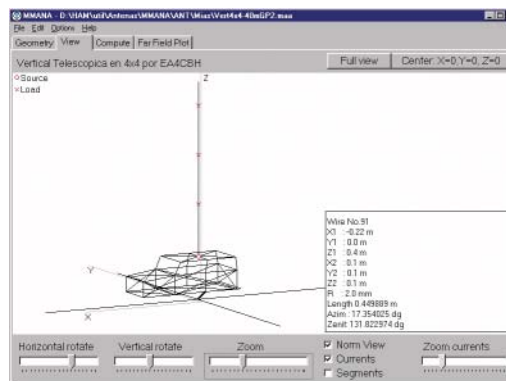 MMANA - D:\HAM\util\Antenas\MMANA\ANT\Mias\Vert4x4-40mGP2.maa
File Edit Options Help
Geometry View Compute Far Field Plot
Vertical Telescopica en 4x4 por EA4CSH Full view Center: X=0,Y=0, Z=0
Source
Load
Z
Y
X
Wire No.91
X1 :-0.22 m
Y1 :0.0 m
Z1 :0.4 m
X2 :0.1 m
Y2 :0.1 m
Z2 :0.1 m
R :2.0 mm
Length 0.449889 m
Azim :17.354025 dg
Zenit 131.822974 dg
Horizontal rotate Vertical rotate Zoom Norm View Zoom currents
Currents
Segments